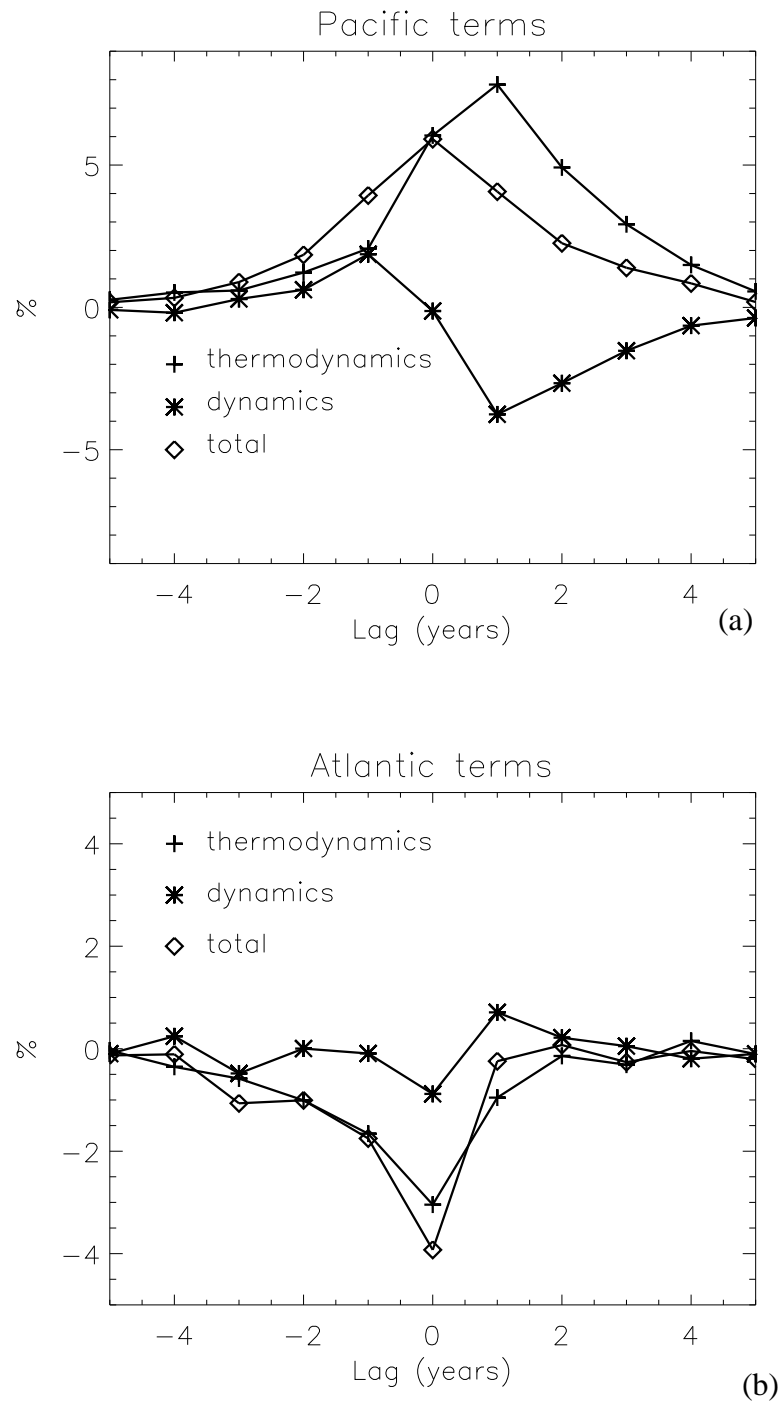 Pacific terms
5
0
−5
%
thermodynamics
dynamics
total
−4 −2 0 2 4
Lag (years)
(a)
Atlantic terms
4
2
0
−2
−4
%
thermodynamics
dynamics
total
−4 −2 0 2 4
Lag (years)
(b)